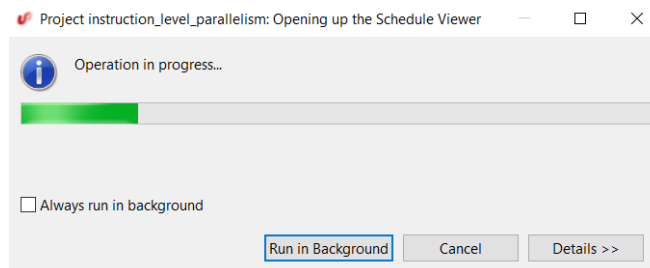 Project instruction_level_parallelism: Opening up the Schedule Viewer
Operation in progress...
Always run in background
Run in Background Cancel Details >>